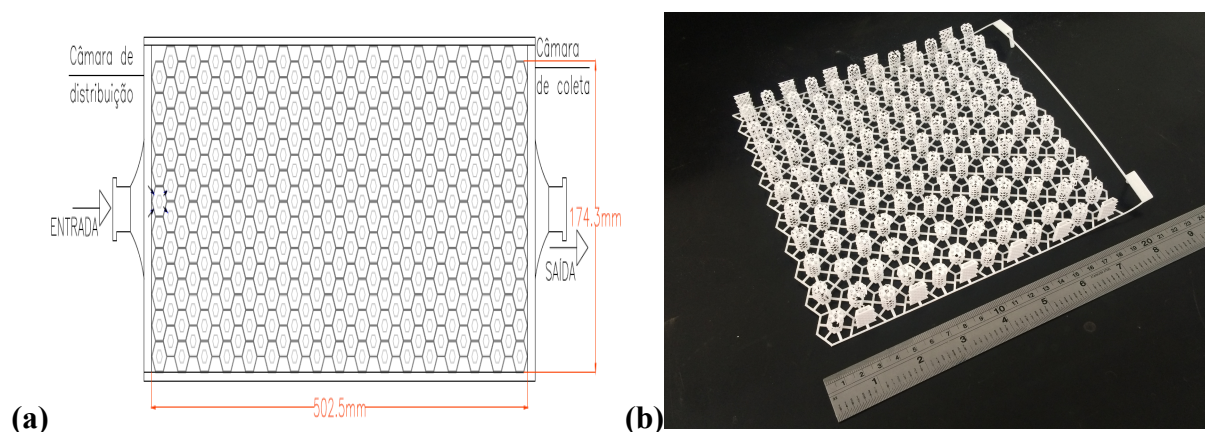 Câmara de
distribuição
ENTRADA
Câmara
de coleta
174.3mm
SAÍDA
502.5mm
(a)
(b)